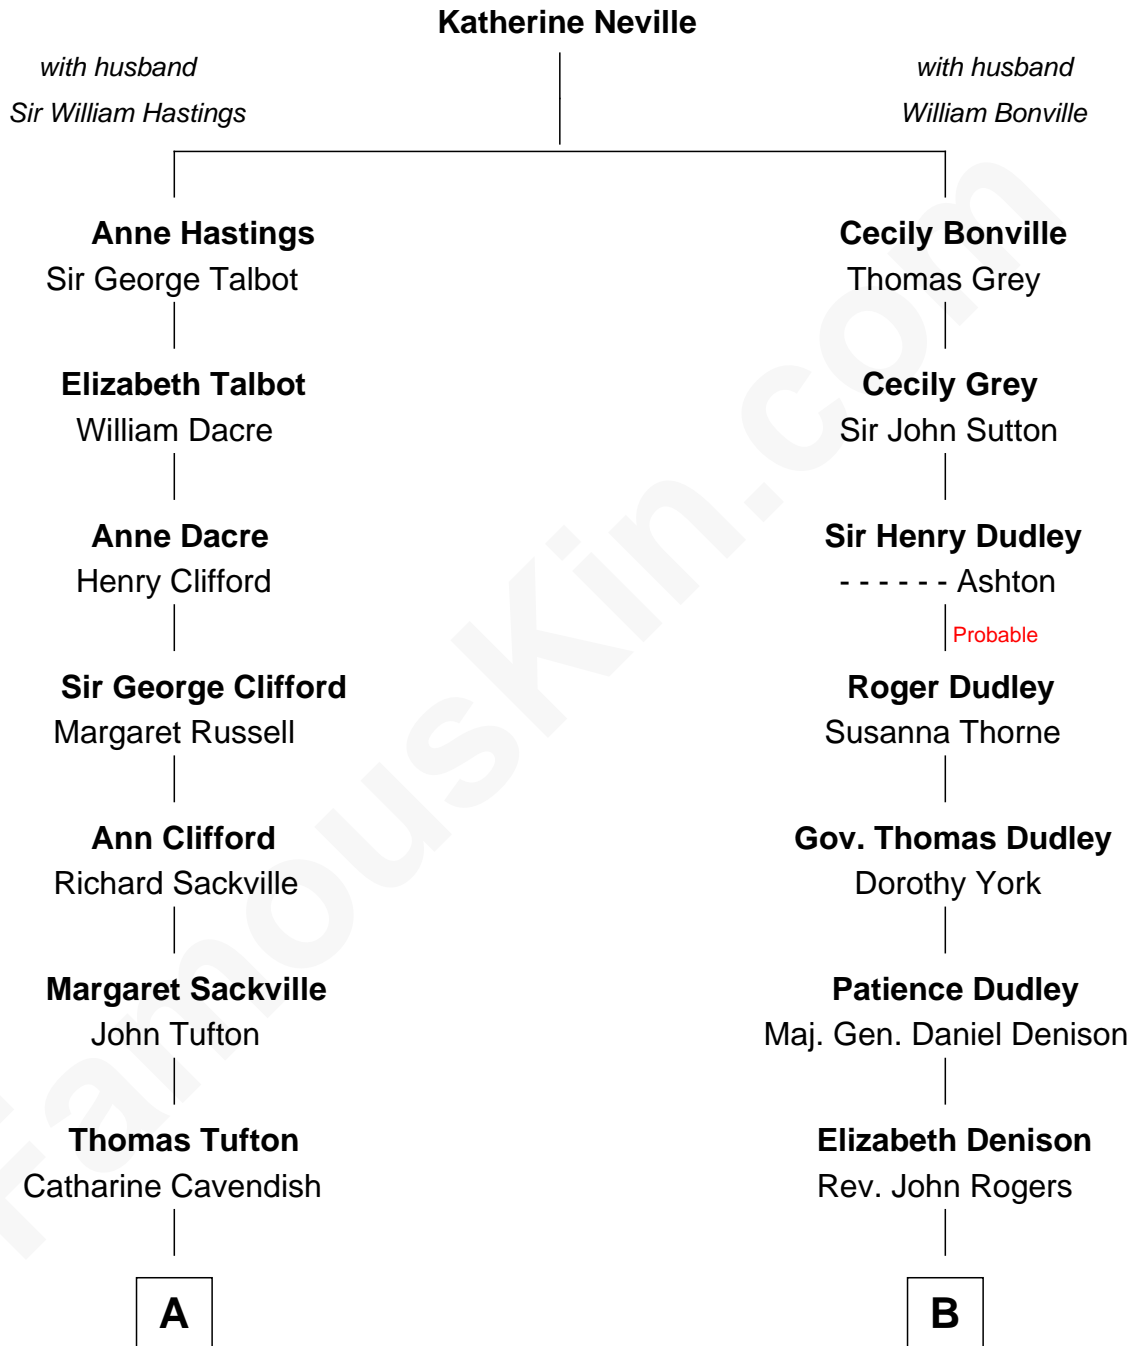 Katherine Neville
with husband
Sir William Hastings
with husband
William Bonville
Anne Hastings
Sir George Talbot
Cecily Bonville
Thomas Grey
Elizabeth Talbot
William Dacre
Cecily Grey
Sir John Sutton
Anne Dacre
Henry Clifford
Sir Henry Dudley
- - - - - - Ashton
Probable
Sir George Clifford
Margaret Russell
Roger Dudley
Susanna Thorne
Ann Clifford
Richard Sackville
Gov. Thomas Dudley
Dorothy York
Margaret Sackville
John Tufton
Patience Dudley
Maj. Gen. Daniel Denison
Thomas Tufton
Catharine Cavendish
Elizabeth Denison
Rev. John Rogers
A
B
FamousKin.com